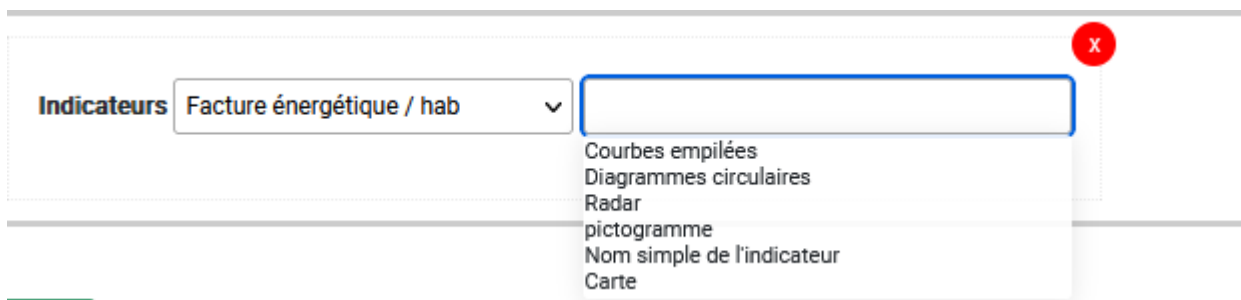 x
Indicateurs Facture énergétique / hab
Courbes empilées
Diagrammes circulaires
Radar
pictogramme
Nom simple de l'indicateur
Carte